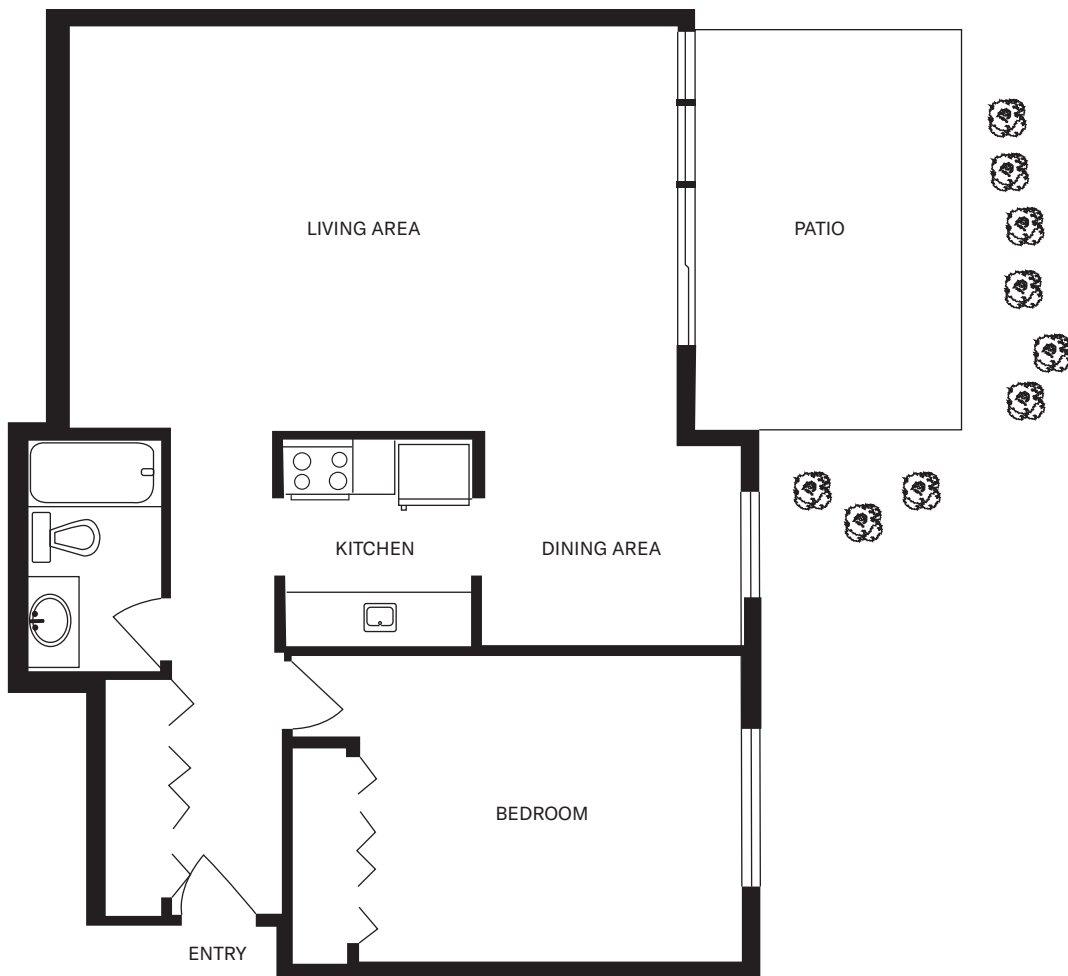 LIVING AREA
PATIO
KITCHEN
DINING AREA
BEDROOM
ENTRY